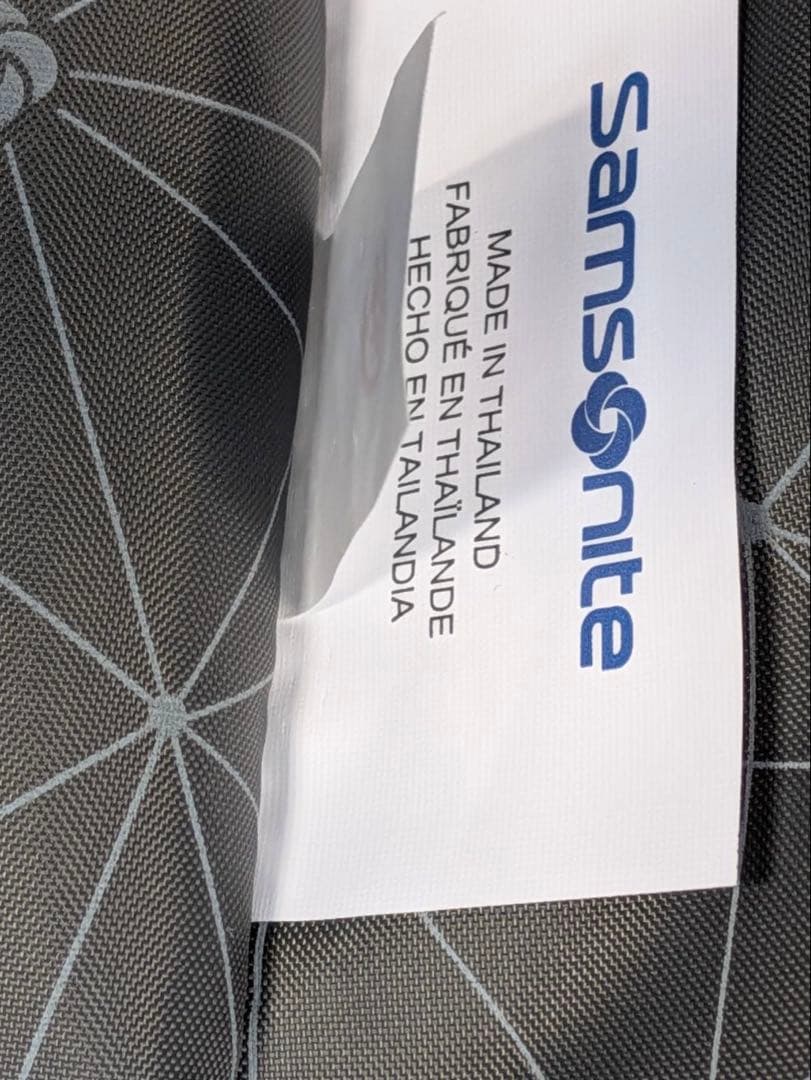 Samsonite
MADE IN THAILAND
FABRIQUÉ EN THAÏLANDE
HECHO EN TAILANDIA